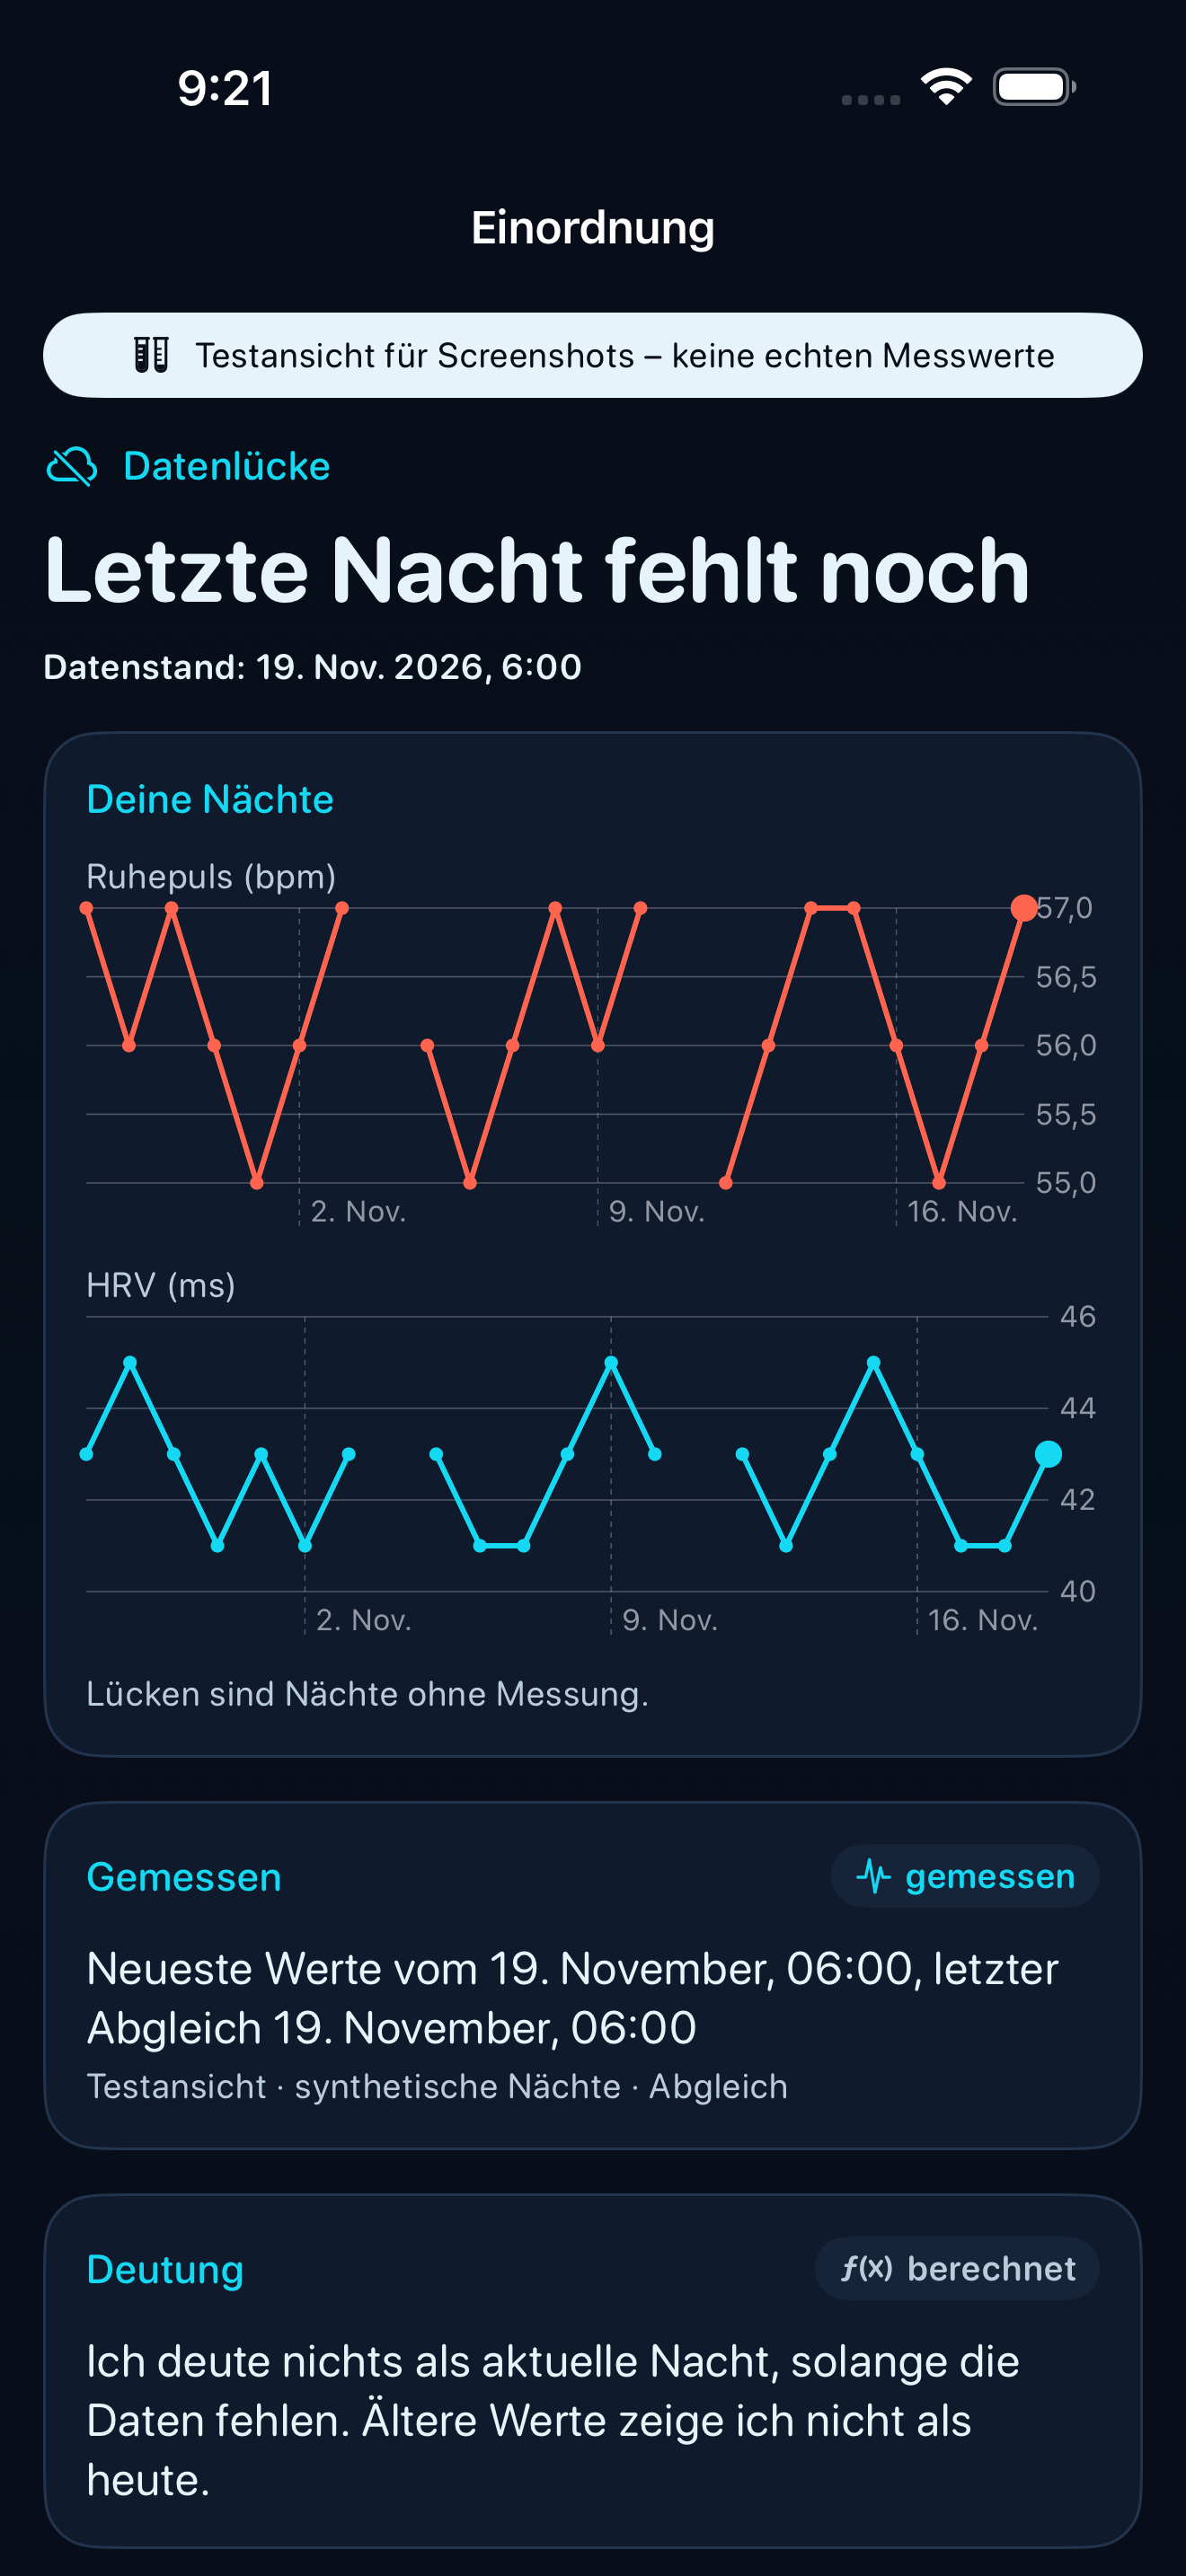 9:21
Einordnung
Testansicht für Screenshots – keine echten Messwerte
Datenlücke
Letzte Nacht fehlt noch
Datenstand: 19. Nov. 2026, 6:00
Deine Nächte
Ruhepuls (bpm)
57,0
56,5
56,0
55,5
55,0
2. Nov.
9. Nov.
16. Nov.
HRV (ms)
46
44
42
40
2. Nov.
9. Nov.
16. Nov.
Lücken sind Nächte ohne Messung.
Gemessen
gemessen
Neueste Werte vom 19. November, 06:00, letzter
Abgleich 19. November, 06:00
Testansicht · synthetische Nächte · Abgleich
Deutung
f(x) berechnet
Ich deute nichts als aktuelle Nacht, solange die
Daten fehlen. Ältere Werte zeige ich nicht als
heute.